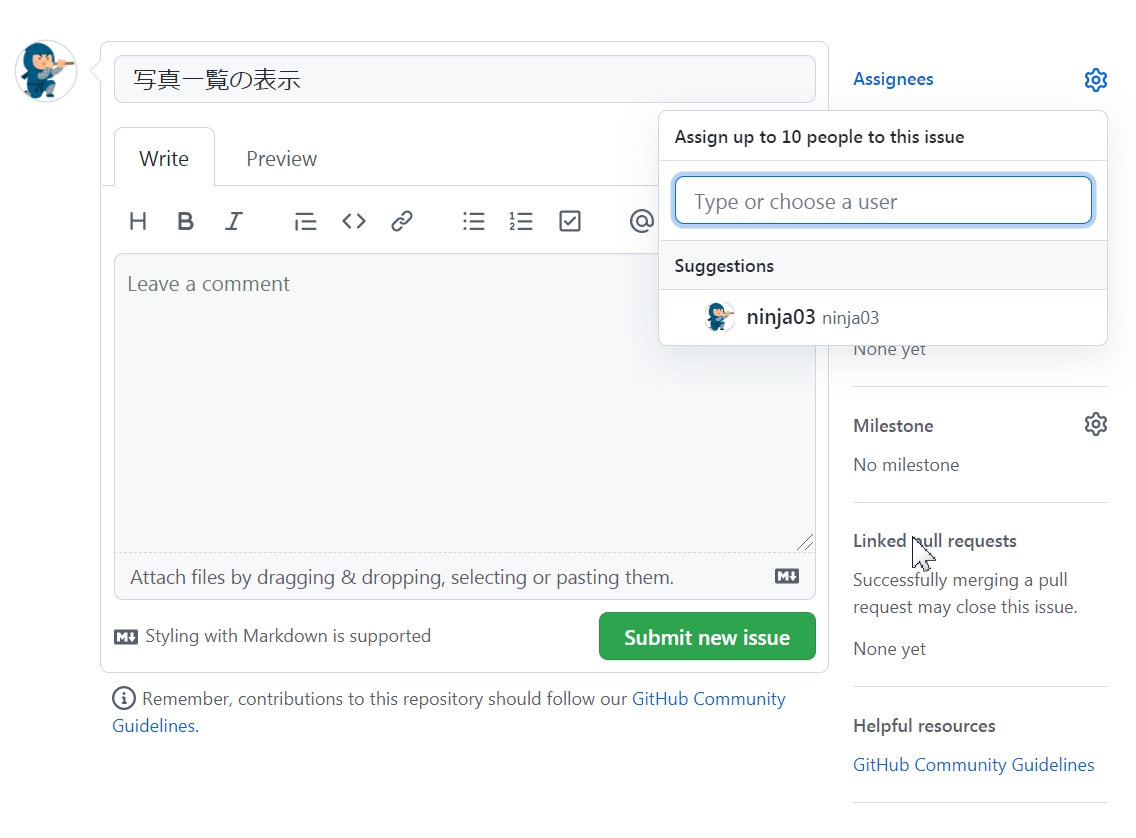 写真一覧の表示
Write
Preview
Leave a comment
Attach files by dragging & dropping, selecting or pasting them.
Styling with Markdown is supported
Submit new issue
Remember, contributions to this repository should follow our GitHub Community
Guidelines.
Assignees
Assign up to 10 people to this issue
Type or choose a user
Suggestions
ninja03 ninja03
None yet
Milestone
No milestone
Linked pull requests
Successfully merging a pull
request may close this issue.
None yet
Helpful resources
GitHub Community Guidelines